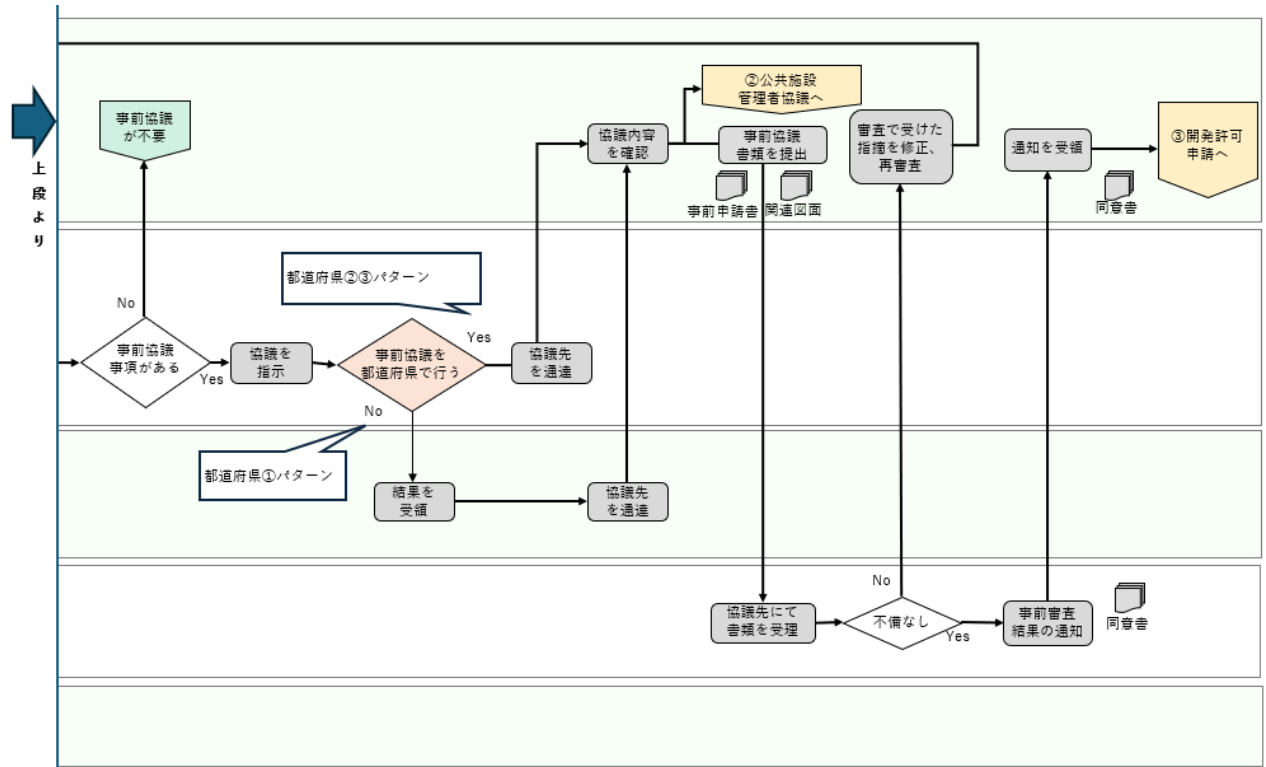 上
段
よ
り
事前協議
が不要
②公共施設
管理者協議へ
協議内容
を確認
事前協議
書類を提出
審査で受けた
指摘を修正、
再審査
通知を受領
③開発許可
申請へ
事前申請書
関連図面
同意書
都道府県②③パターン
No
事前協議
事項がある
Yes
協議を
指示
事前協議を
都道府県で行う
Yes
No
協議先
を通達
都道府県①パターン
結果を
受領
協議先
を通達
協議先にて
書類を受理
No
不備なし
Yes
事前審査
結果の通知
同意書